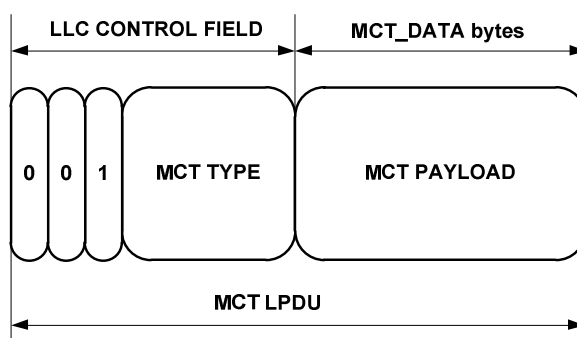 LLC CONTROL FIELD MCT_DATA bytes
0 0 1 MCT TYPE MCT PAYLOAD
MCT LPDU